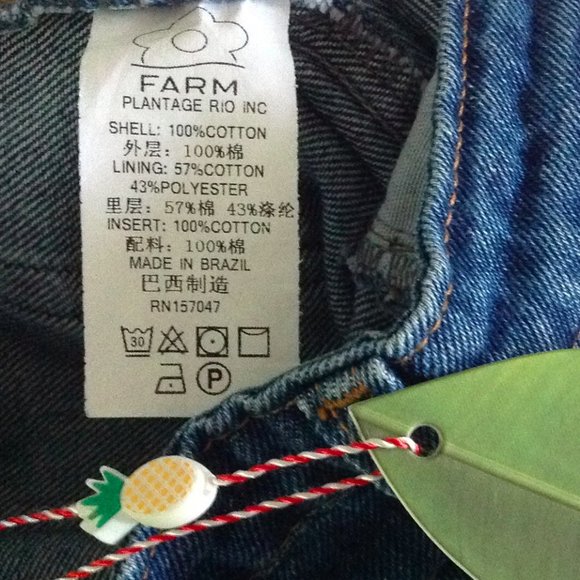 FARM
PLANTAGE RIO INC
SHELL: 100%COTTON
外层: 100%棉
LINING: 57%COTTON
43%POLYESTER
里层: 57%棉 43%涤纶
INSERT: 100%COTTON
配料: 100%棉
MADE IN BRAZIL
巴西制造
RN157047
30
P